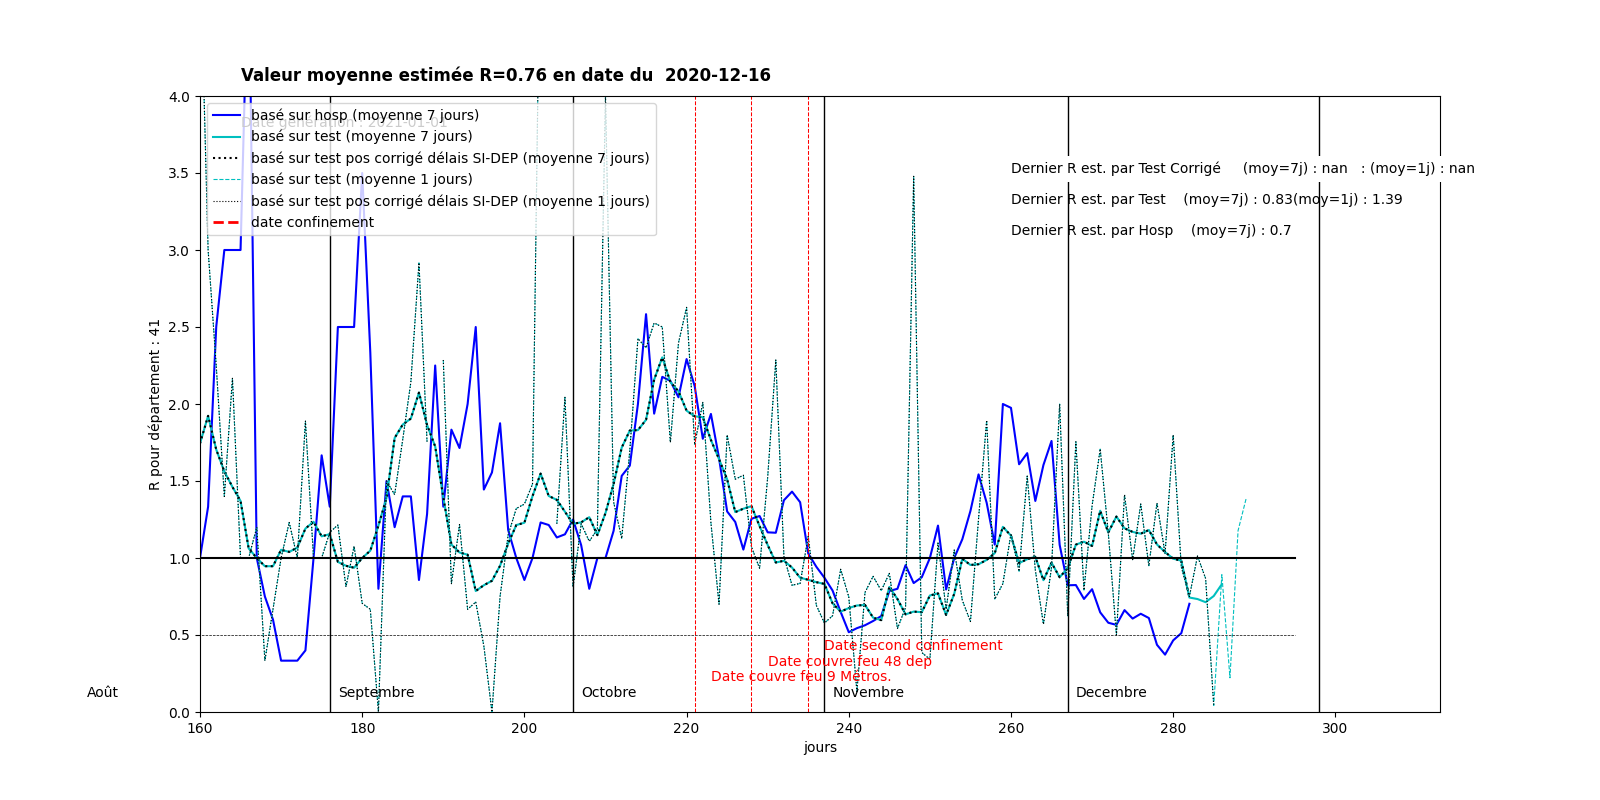 Valeur moyenne estimée R=0.76 en date du  2020-12-16
Date génération : 2021-01-01
basé sur hosp (moyenne 7 jours)
basé sur test (moyenne 7 jours)
basé sur test pos corrigé délais SI-DEP (moyenne 7 jours)
basé sur test (moyenne 1 jours)
basé sur test pos corrigé délais SI-DEP (moyenne 1 jours)
date confinement
Dernier R est. par Test Corrigé     (moy=7j) : nan   : (moy=1j) : nan
Dernier R est. par Test    (moy=7j) : 0.83(moy=1j) : 1.39
Dernier R est. par Hosp    (moy=7j) : 0.7
R pour département : 41
4.0
3.5
3.0
2.5
2.0
1.5
1.0
0.5
0.0
Date second confinement
Date couvre feu 48 dep
Date couvre feu 9 Métros.
Août
Septembre
Octobre
Novembre
Decembre
160 180 200 220 240 260 280 300
jours